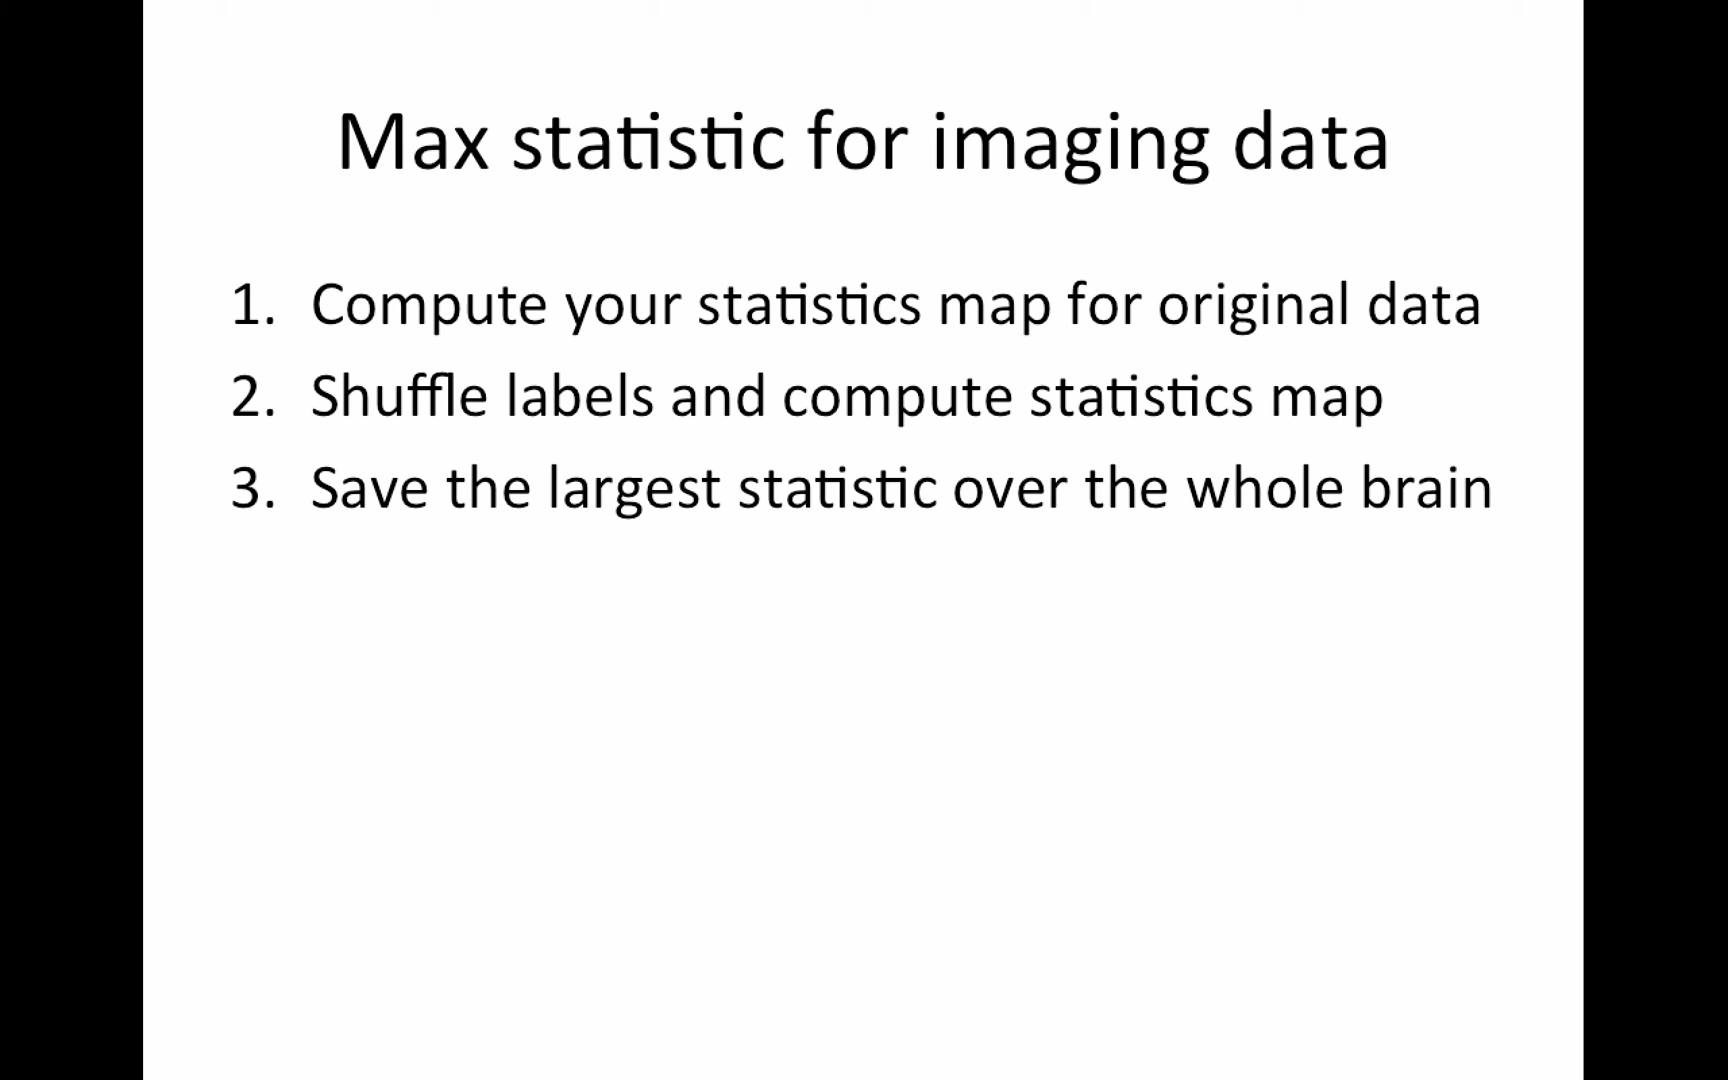 Max statistic for imaging data
1. Compute your statistics map for original data
2. Shuffle labels and compute statistics map
3. Save the largest statistic over the whole brain